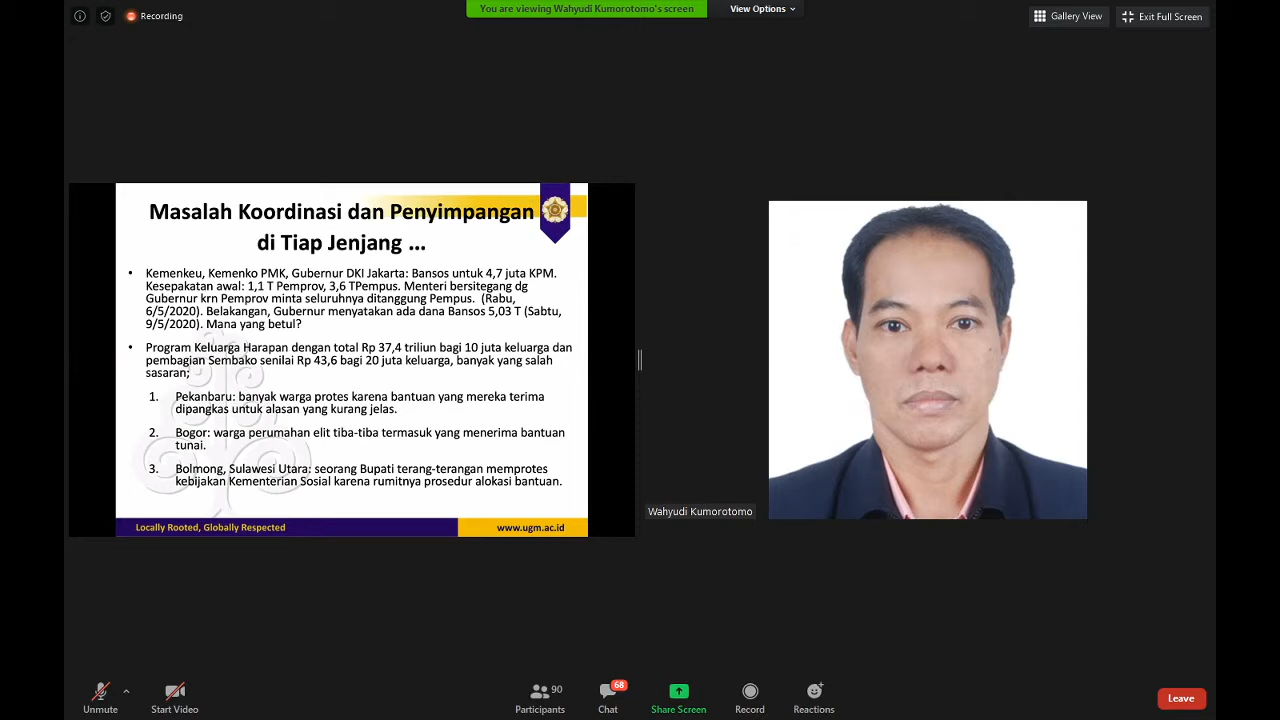 Recording
You are viewing Wahyudi Kumorotomo's screen
View Options
Gallery View
Exit Full Screen
Masalah Koordinasi dan Penyimpangan
di Tiap Jenjang ...
• Kemenkeu, Kemenko PMK, Gubernur DKI Jakarta: Bansos untuk 4,7 juta KPM.
Kesepakatan awal: 1,1 T Pemprov, 3,6 TPempus. Menteri bersitegang dg
Gubernur krn Pemprov minta seluruhnya ditanggung Pempus. (Rabu,
6/5/2020). Belakangan, Gubernur menyatakan ada dana Bansos 5,03 T (Sabtu,
9/5/2020). Mana yang betul?
• Program Keluarga Harapan dengan total Rp 37,4 triliun bagi 10 juta keluarga dan
pembagian Sembako senilai Rp 43,6 bagi 20 juta keluarga, banyak yang salah
sasaran;
1. Pekanbaru: banyak warga protes karena bantuan yang mereka terima
dipangkas untuk alasan yang kurang jelas.
2. Bogor: warga perumahan elit tiba-tiba termasuk yang menerima bantuan
tunai.
3. Bolmong, Sulawesi Utara: seorang Bupati terang-terangan memprotes
kebijakan Kementerian Sosial karena rumitnya prosedur alokasi bantuan.
Locally Rooted, Globally Respected
www.ugm.ac.id
Wahyudi Kumorotomo
Unmute
Start Video
90
Participants
68
Chat
Share Screen
Record
Reactions
Leave